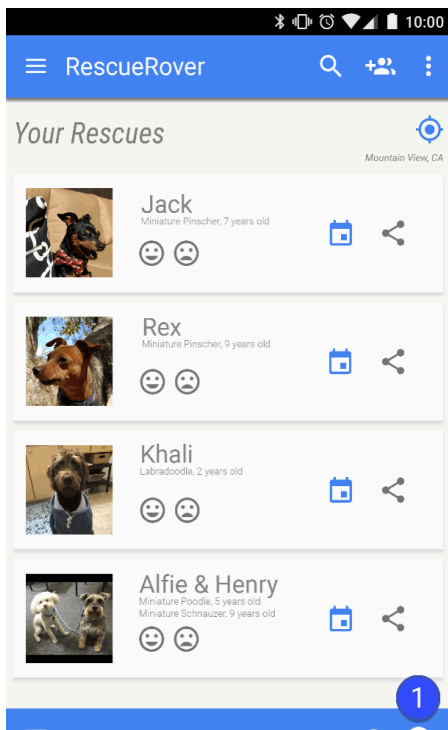 10:00
RescueRover
Your Rescues
Mountain View, CA
Jack
Miniature Pinscher, 7 years old
Rex
Miniature Pinscher, 9 years old
Khali
Labradoodle, 2 years old
Alfie & Henry
Miniature Poodle, 5 years old
Miniature Schnauzer, 9 years old
1